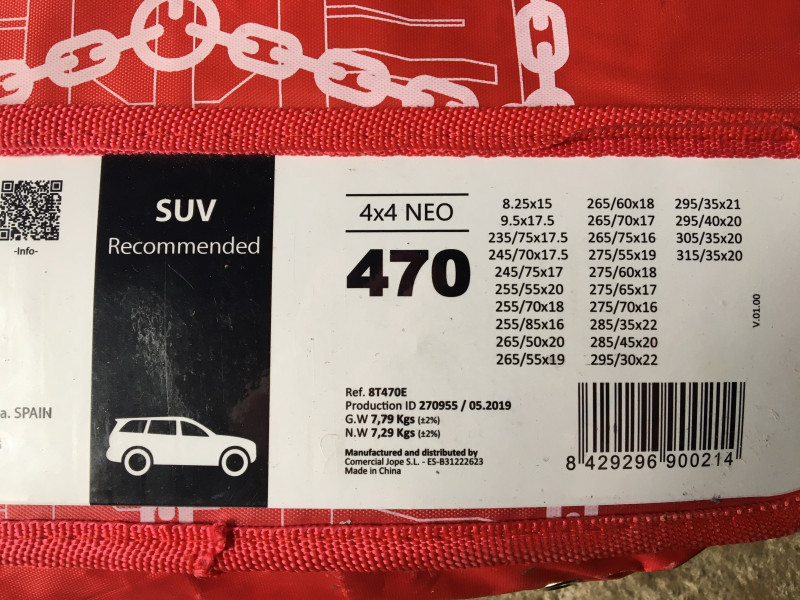 -Info-
a. SPAIN
SUV
Recommended
4x4 NEO
470
8.25x15
9.5x17.5
235/75x17.5
245/70x17.5
245/75x17
255/55x20
255/70x18
255/85x16
265/50x20
265/55x19
265/60x18
265/70x17
265/75x16
275/55x19
275/60x18
275/65x17
275/70x16
285/35x22
285/45x20
295/30x22
295/35x21
295/40x20
305/35x20
315/35x20
V.01.00
Ref. 8T470E
Production ID 270955 / 05.2019
G.W 7,79 Kgs (±2%)
N.W 7,29 Kgs (±2%)
Manufactured and distributed by
Comercial Jope S.L. - ES-B31222623
Made in China
8 429296 900214